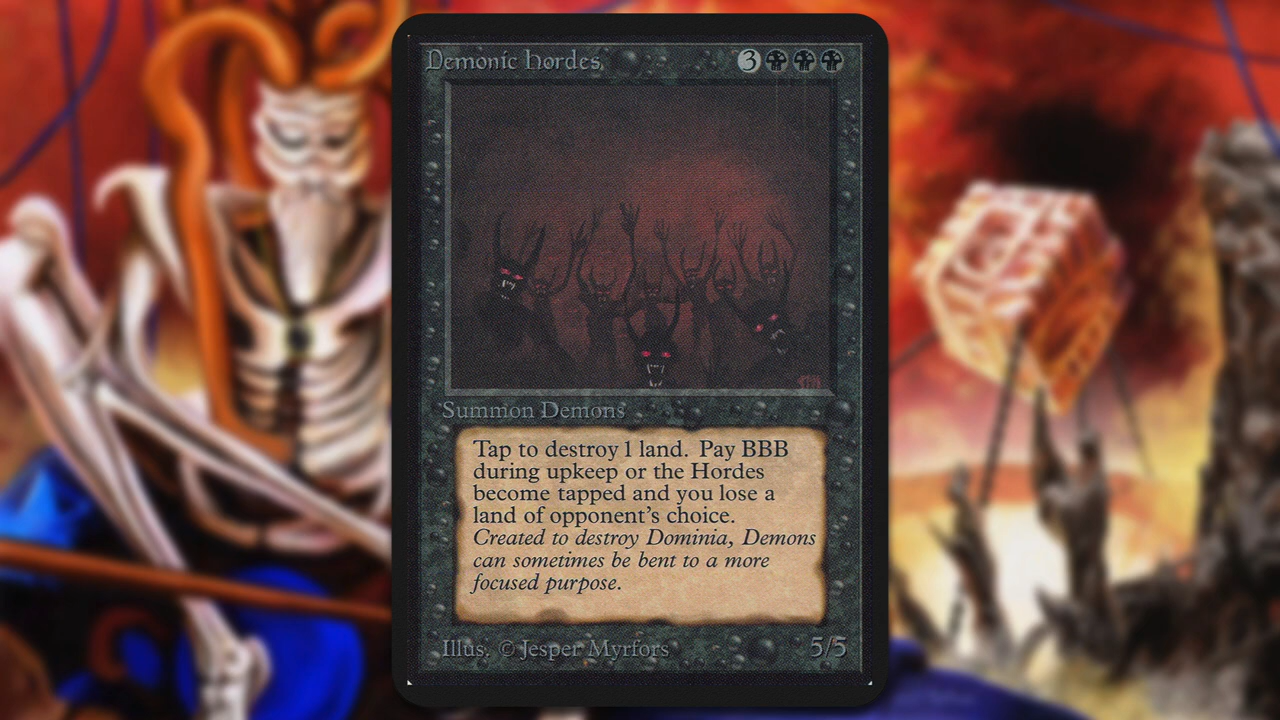 Demonic Hordes
3
Summon Demons
Tap to destroy 1 land. Pay BBB
during upkeep or the Hordes
become tapped and you lose a
land of opponent's choice.
Created to destroy Dominia, Demons
can sometimes be bent to a more
focused purpose.
Illus. © Jesper Myrfors
5/5